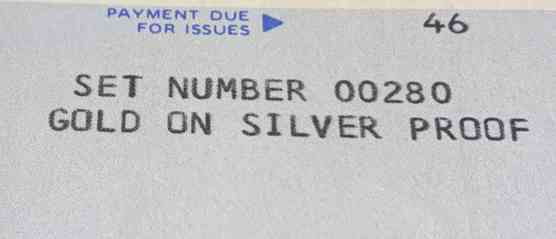 PAYMENT DUE
FOR ISSUES
46
SET NUMBER 00280
GOLD ON SILVER PROOF